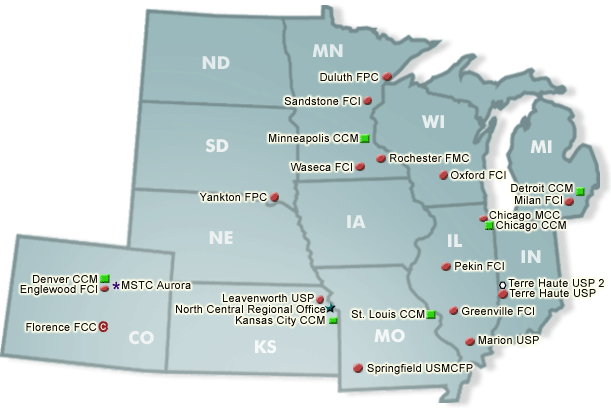 ND
MN
Duluth FPC
Sandstone FCI
WI
SD
Minneapolis CCM
MI
Rochester FMC
Waseca FCI
Oxford FCI
Detroit CCM
Milan FCI
Yankton FPC
Chicago MCC
Chicago CCM
IA
NE
IL
IN
Pekin FCI
Denver CCM
Englewood FCI
*MSTC Aurora
Terre Haute USP 2
Terre Haute USP
Leavenworth USP
North Central Regional Office
Kansas City CCM
St. Louis CCM
Greenville FCI
Florence FCC C
CO
KS
MO
Marion USP
Springfield USMCFP